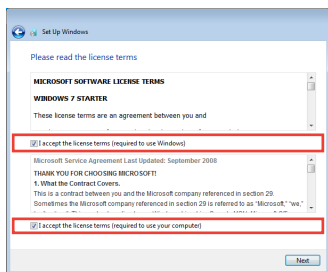 Set Up Windows
Please read the license terms
MICROSOFT SOFTWARE LICENSE TERMS
WINDOWS 7 STARTER
These license terms are an agreement between you and
I accept the license terms (required to use Windows)
Microsoft Service Agreement Last Updated: September 2008
THANK YOU FOR CHOOSING MICROSOFT!
1. What the Contract Covers.
This is a contract between you and the Microsoft company referenced in section 29.
Sometimes the Microsoft company referenced in section 29 is referred to as "Microsoft," "we,"
I accept the license terms (required to use your computer)
Next